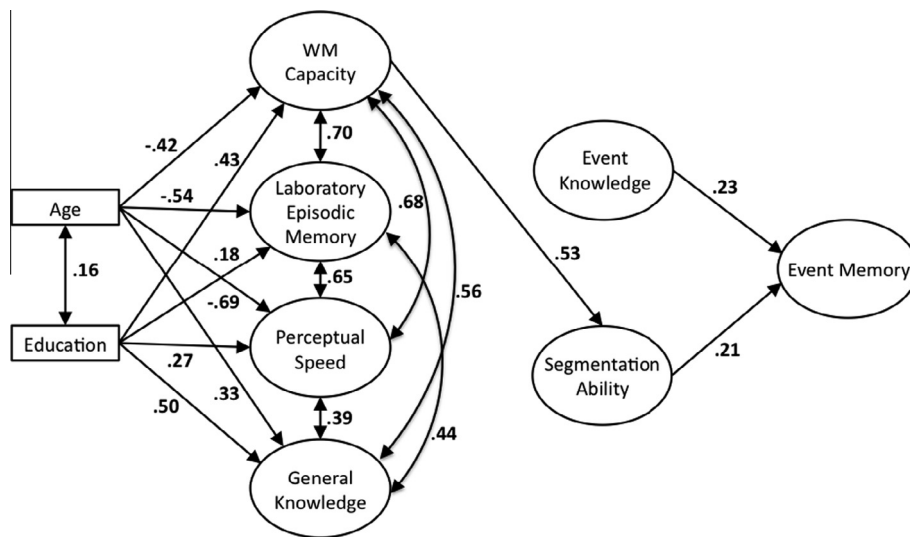 WM
Capacity
.70
-.42
.43
Event
Knowledge
.23
Laboratory
Episodic
Memory
-.54
.68
Age
.18
.53
.16
.65
-.69
.56
Event Memory
Education
Perceptual
Speed
.27
.21
Segmentation
Ability
.33
.50
.39
.44
General
Knowledge